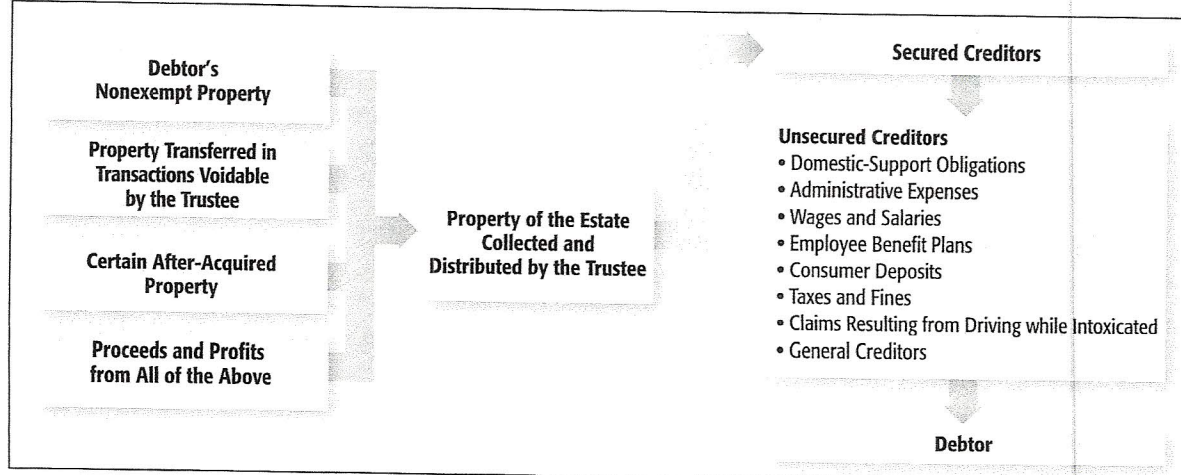 Debtor's
Nonexempt Property
Property Transferred in
Transactions Voidable
by the Trustee
Certain After-Acquired
Property
Proceeds and Profits
from All of the Above
Property of the Estate
Collected and
Distributed by the Trustee
Secured Creditors
Unsecured Creditors
• Domestic-Support Obligations
• Administrative Expenses
• Wages and Salaries
• Employee Benefit Plans
• Consumer Deposits
• Taxes and Fines
• Claims Resulting from Driving while Intoxicated
• General Creditors
Debtor